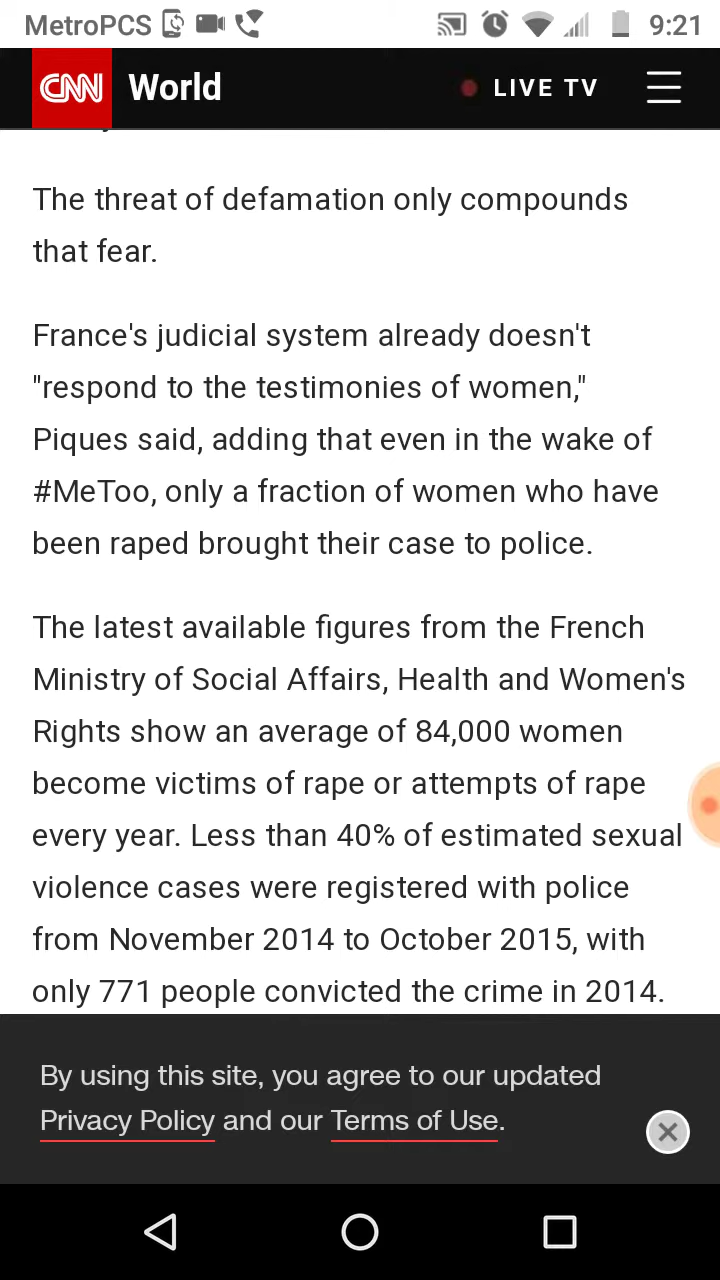 MetroPCS 9:21
CNN World LIVE TV
The threat of defamation only compounds
that fear.
France's judicial system already doesn't
"respond to the testimonies of women,"
Piques said, adding that even in the wake of
#MeToo, only a fraction of women who have
been raped brought their case to police.
The latest available figures from the French
Ministry of Social Affairs, Health and Women's
Rights show an average of 84,000 women
become victims of rape or attempts of rape
every year. Less than 40% of estimated sexual
violence cases were registered with police
from November 2014 to October 2015, with
only 771 people convicted the crime in 2014.
By using this site, you agree to our updated
Privacy Policy and our Terms of Use.